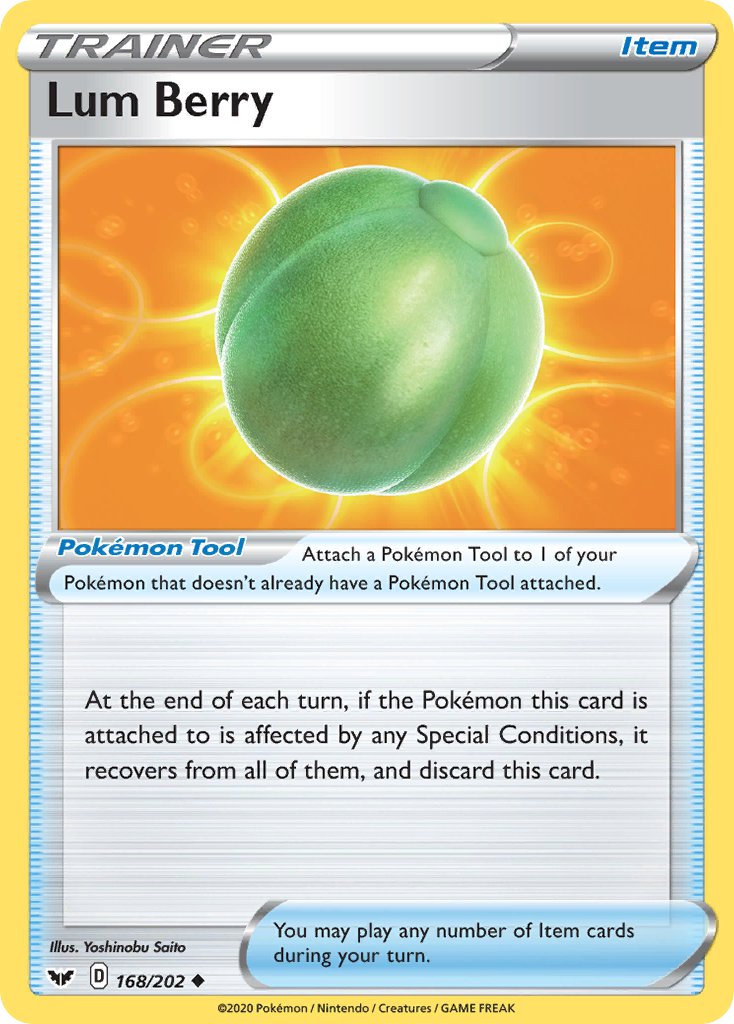 TRAINER
Item
Lum Berry
Pokémon Tool
Attach a Pokémon Tool to 1 of your
Pokémon that doesn't already have a Pokémon Tool attached.
At the end of each turn, if the Pokémon this card is
attached to is affected by any Special Conditions, it
recovers from all of them, and discard this card.
You may play any number of Item cards
during your turn.
Illus. Yoshinobu Saito
D 168/202
©2020 Pokémon / Nintendo / Creatures / GAME FREAK